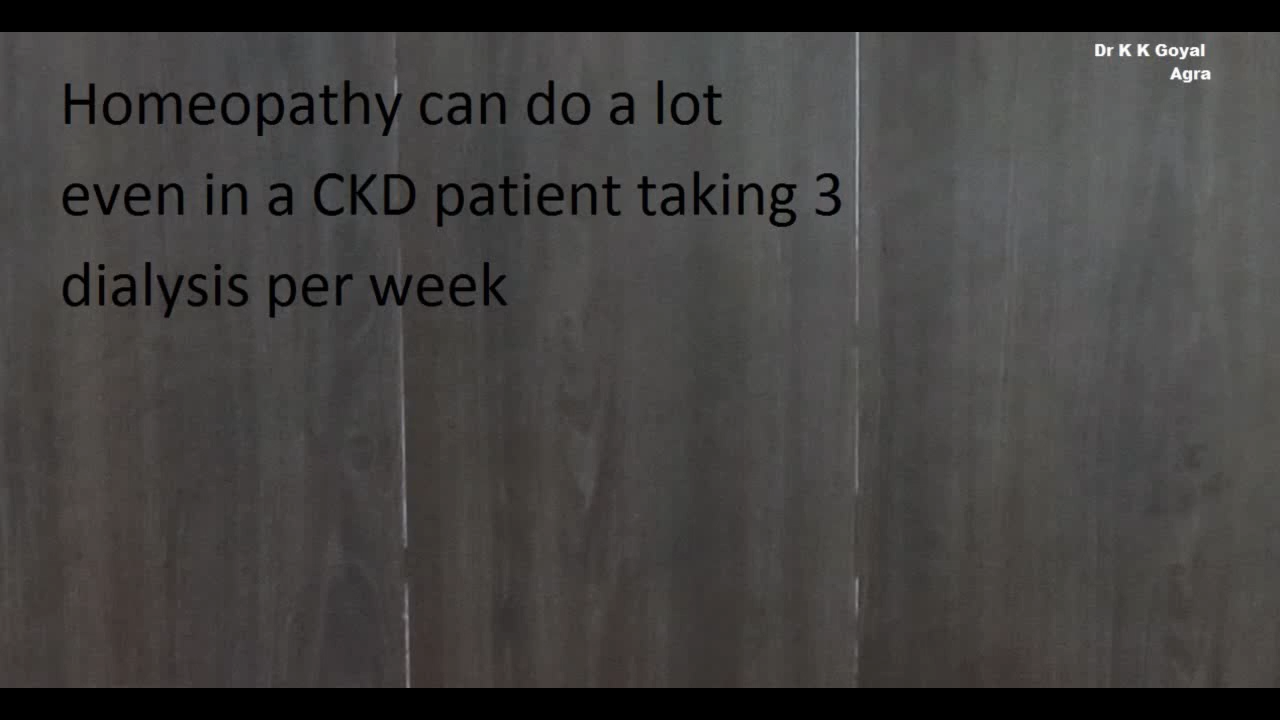 Dr K K Goyal
Agra
Homeopathy can do a lot
even in a CKD patient taking 3
dialysis per week